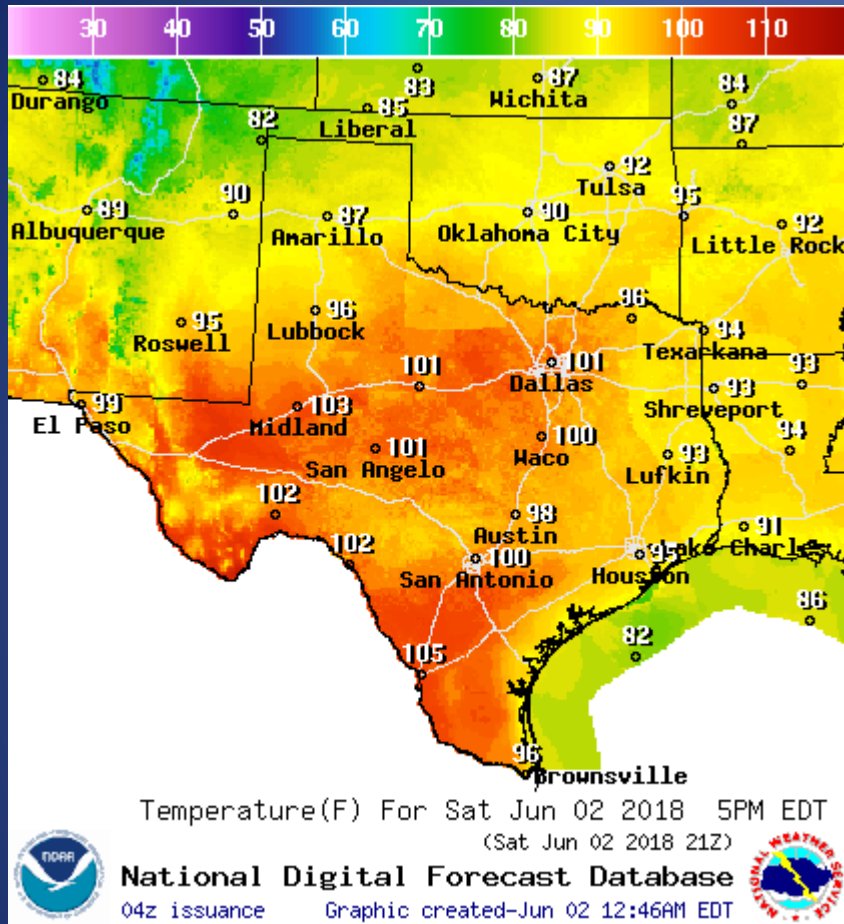 30 40 50 60 70 80 90 100 110
84
Durango
83
87
Wichita
85
Liberal
84
82
87
92
Tulsa
89
Albuquerque
90
87
Amarillo
90
Oklahoma City
95
92
Little Rock
95
Roswell
96
Lubbock
96
94
Texarkana
101
101
Dallas
93
Shreveport
93
99
El Paso
103
Midland
101
San Angelo
100
Waco
93
Lufkin
94
102
98
Austin
91
Lake Charles
102
100
San Antonio
95
Houston
86
82
105
96
Brownsville
Temperature(F) For Sat Jun 02 2018 5PM EDT
(Sat Jun 02 2018 21Z)
National Digital Forecast Database
04z issuance Graphic created-Jun 02 12:46AM EDT
NOAA
NATIONAL WEATHER SERVICE